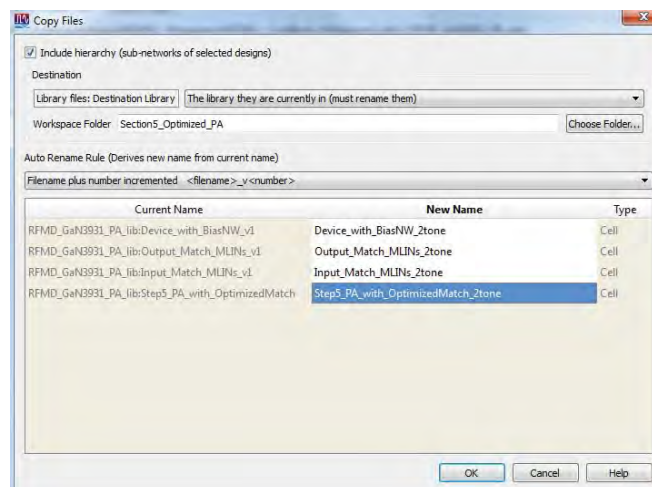 Copy Files
Include hierarchy (sub-networks of selected designs)
Destination
Library files: Destination Library The library they are currently in (must rename them)
Workspace Folder Section5_Optimized_PA Choose Folder...
Auto Rename Rule (Derives new name from current name)
Filename plus number incremented <filename>_v<number>
Current Name New Name Type
RFMD_GaN3931_PA_lib:Device_with_BiasNW_v1 Device_with_BiasNW_2tone Cell
RFMD_GaN3931_PA_lib:Output_Match_MLINs_v1 Output_Match_MLINs_2tone Cell
RFMD_GaN3931_PA_lib:Input_Match_MLINs_v1 Input_Match_MLINs_2tone Cell
RFMD_GaN3931_PA_lib:Step5_PA_with_OptimizedMatch Step5_PA_with_OptimizedMatch_2tone Cell
OK Cancel Help